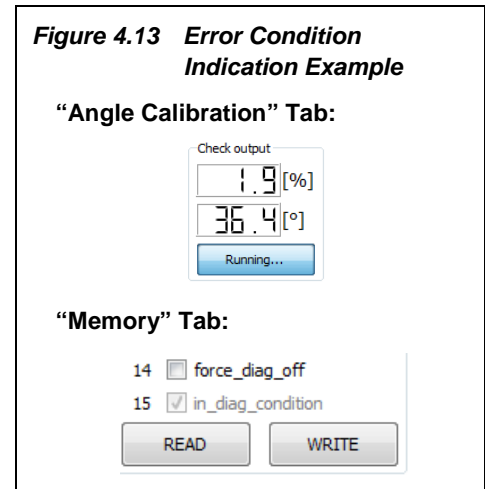 Figure 4.13 Error Condition
Indication Example
“Angle Calibration” Tab:
Check output
1.9 [%]
36.4 [°]
Running...
“Memory” Tab:
14 force_diag_off
15 in_diag_condition
READ WRITE